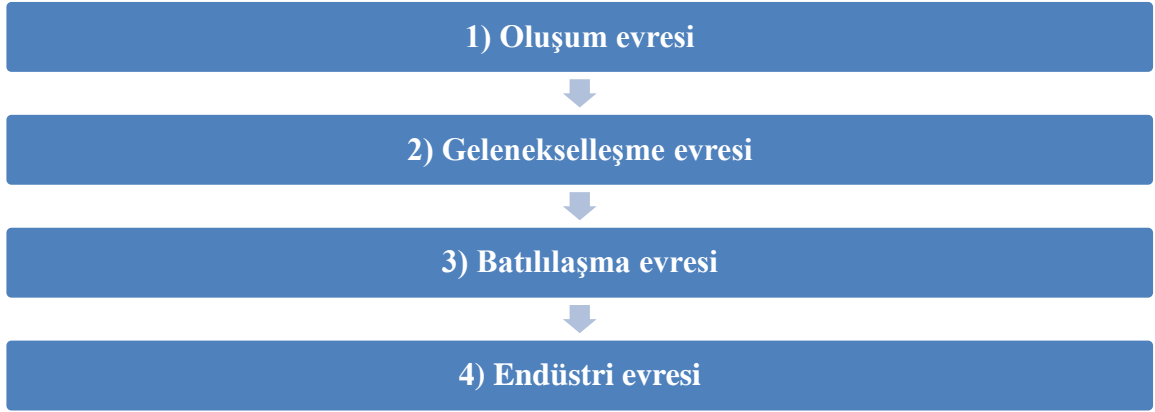 1) Oluşum evresi
2) Gelenekselleşme evresi
3) Batılılaşma evresi
4) Endüstri evresi